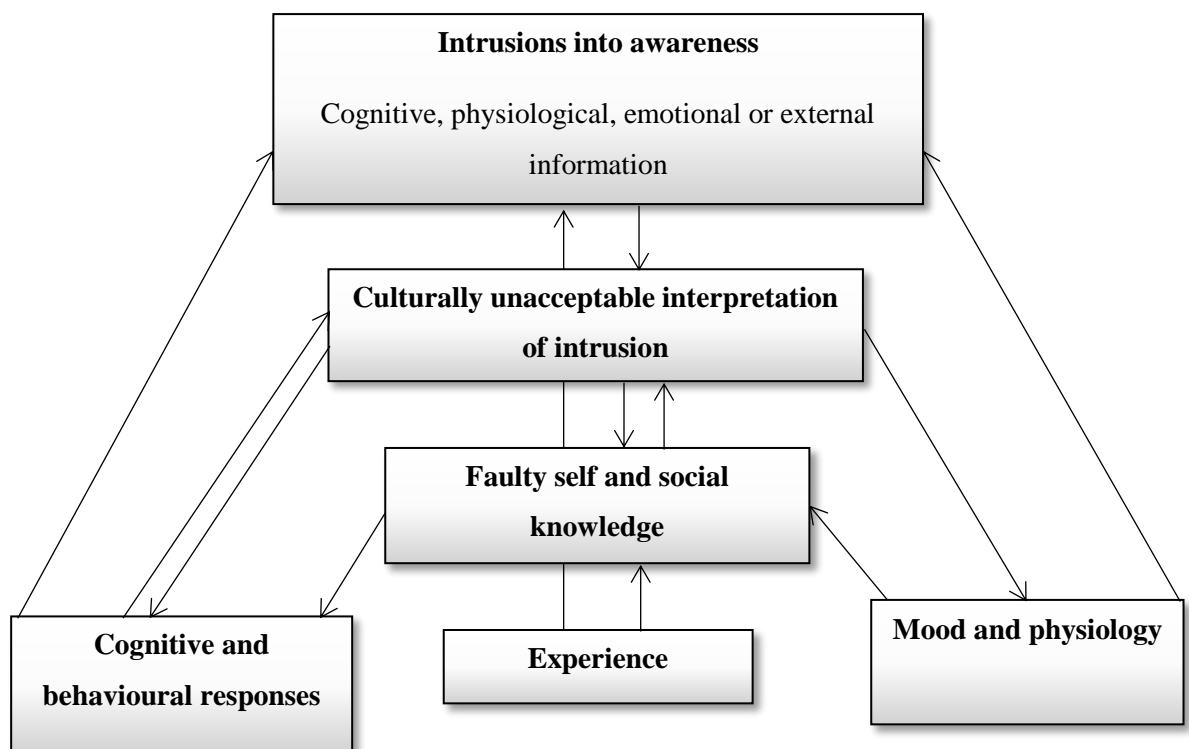 Intrusions into awareness
Cognitive, physiological, emotional or external
information
Culturally unacceptable interpretation
of intrusion
Faulty self and social
knowledge
Cognitive and
behavioural responses
Experience
Mood and physiology